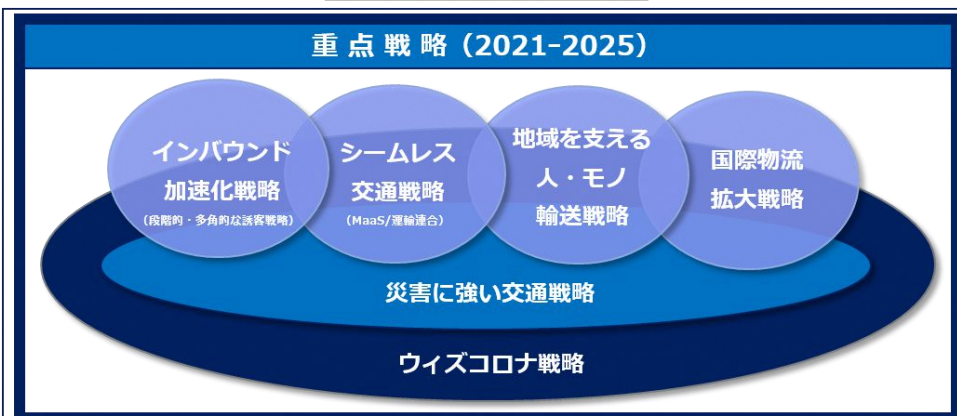 重点戦略（2021-2025）
インバウンド
加速化戦略
（段階的・多角的な誘客戦略）
シームレス
交通戦略
（MaaS/運輸連合）
地域を支える
人・モノ
輸送戦略
国際物流
拡大戦略
災害に強い交通戦略
ウィズコロナ戦略